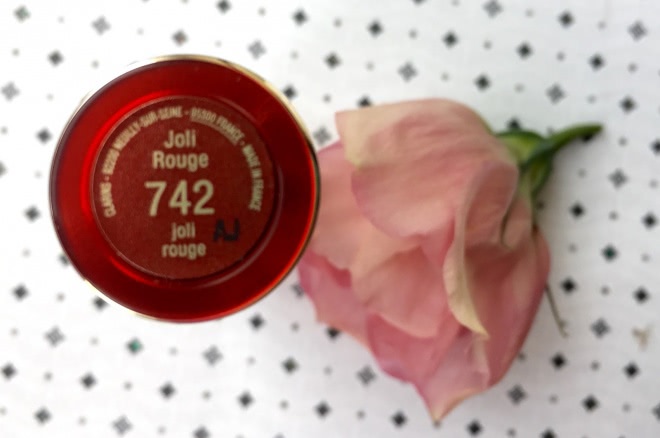 CLARINS - 92200 NEUILLY-SUR-SEINE - 95300 FRANCE - MADE IN FRANCE
Joli
Rouge
742
joli
rouge
AJ